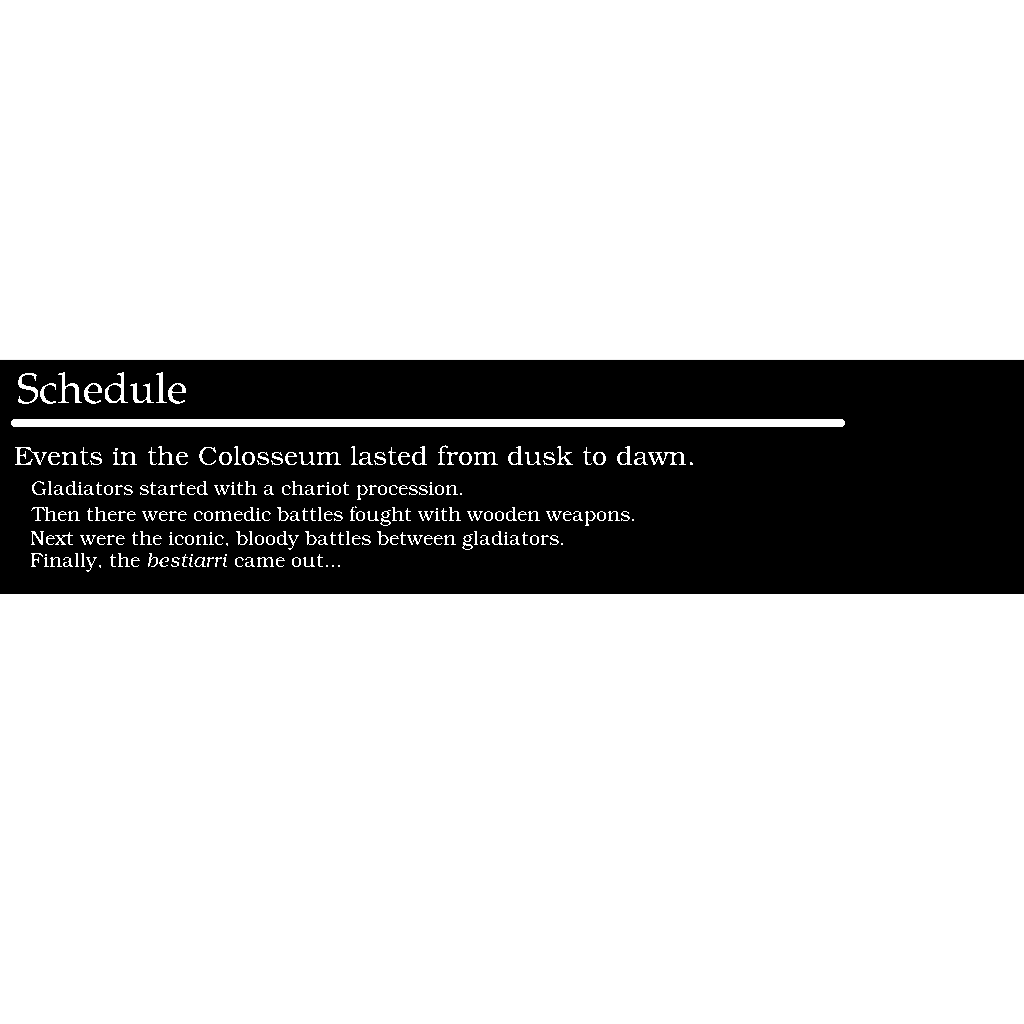 Schedule
Events in the Colosseum lasted from dusk to dawn.
Gladiators started with a chariot procession.
Then there were comedic battles fought with wooden weapons.
Next were the iconic, bloody battles between gladiators.
Finally, the bestiarri came out...